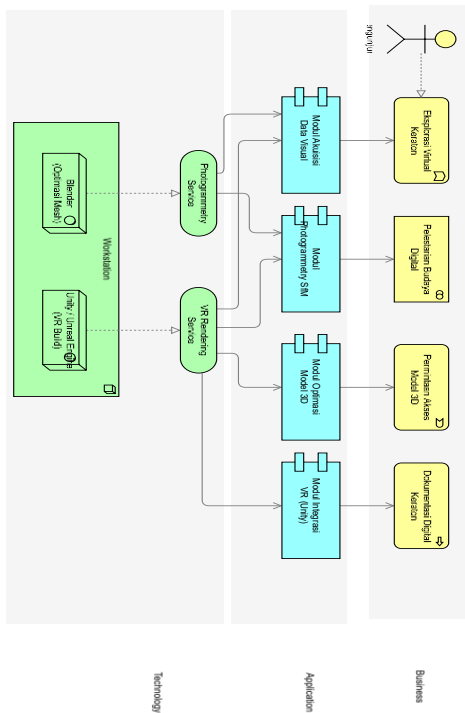 Eksplorasi Virtual
Keraton
Pelestarian Budaya
Digital
Permintaan Akses
Model 3D
Dokumentasi Digital
Keraton
Business
Modul Akuisisi
Data Visual
Modul
Photogrammetry SfM
Modul Optimasi
Model 3D
Modul Integrasi
VR (Unity)
Application
Photogrammetry
Service
VR Rendering
Service
Workstation
Blender
(Optimasi Mesh)
Unity / Unreal Engine
(VR Build)
Technology